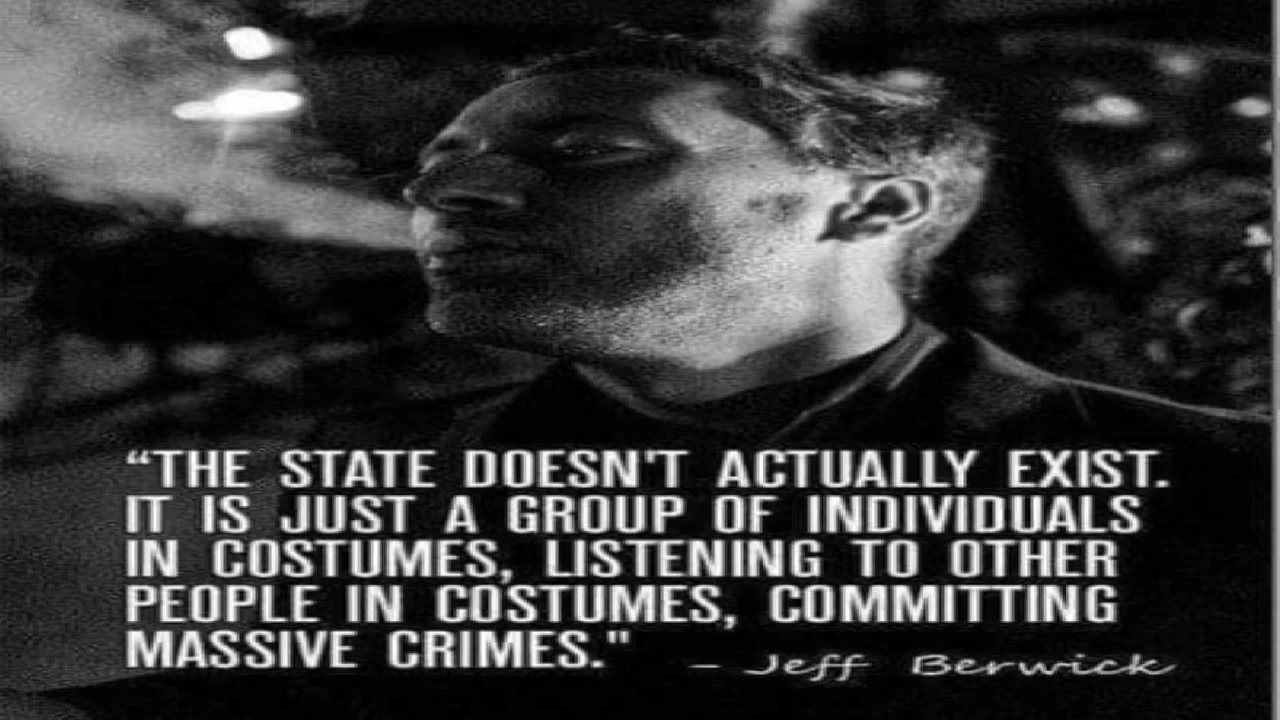 “THE STATE DOESN'T ACTUALLY EXIST.
IT IS JUST A GROUP OF INDIVIDUALS
IN COSTUMES, LISTENING TO OTHER
PEOPLE IN COSTUMES, COMMITTING
MASSIVE CRIMES."
– Jeff Berwick